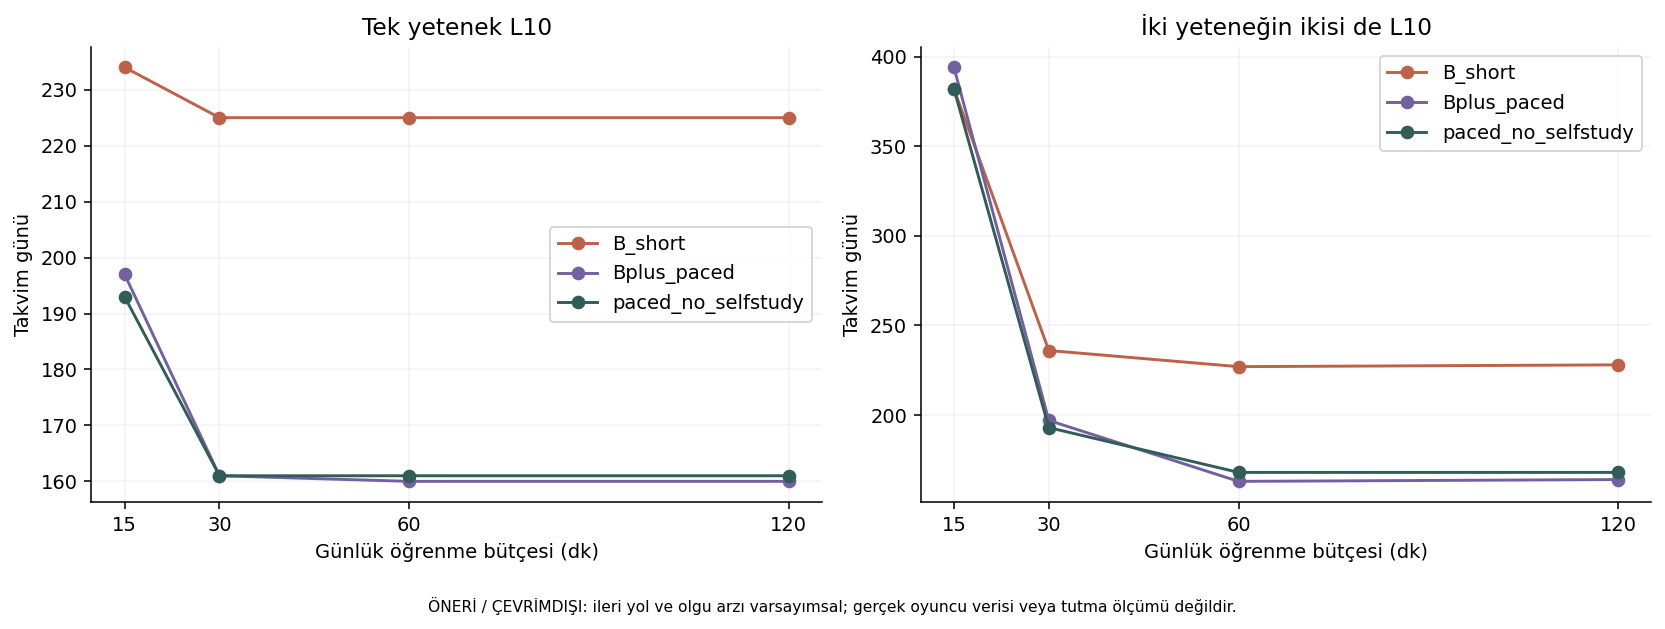 Tek yetenek L10
230
220
210
200
190
180
170
160
Takvim günü
B_short
Bplus_paced
paced_no_selfstudy
15 30 60 120
Günlük öğrenme bütçesi (dk)
İki yeteneğin ikisi de L10
400
350
300
250
200
Takvim günü
B_short
Bplus_paced
paced_no_selfstudy
15 30 60 120
Günlük öğrenme bütçesi (dk)
ÖNERİ / ÇEVRİMDIŞI: ileri yol ve olgu arzı varsayımsal; gerçek oyuncu verisi veya tutma ölçümü değildir.